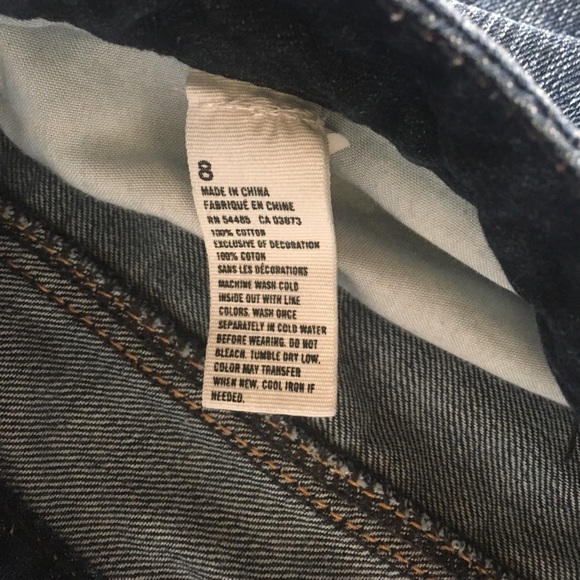 8
MADE IN CHINA
FABRIQUÉ EN CHINE
RN 54485 CA 03873
100% COTTON
EXCLUSIVE OF DECORATION
100% COTON
SANS LES DÉCORATIONS
MACHINE WASH COLD
INSIDE OUT WITH LIKE
COLORS. WASH ONCE
SEPARATELY IN COLD WATER
BEFORE WEARING. DO NOT
BLEACH. TUMBLE DRY LOW.
COLOR MAY TRANSFER
WHEN NEW. COOL IRON IF
NEEDED.